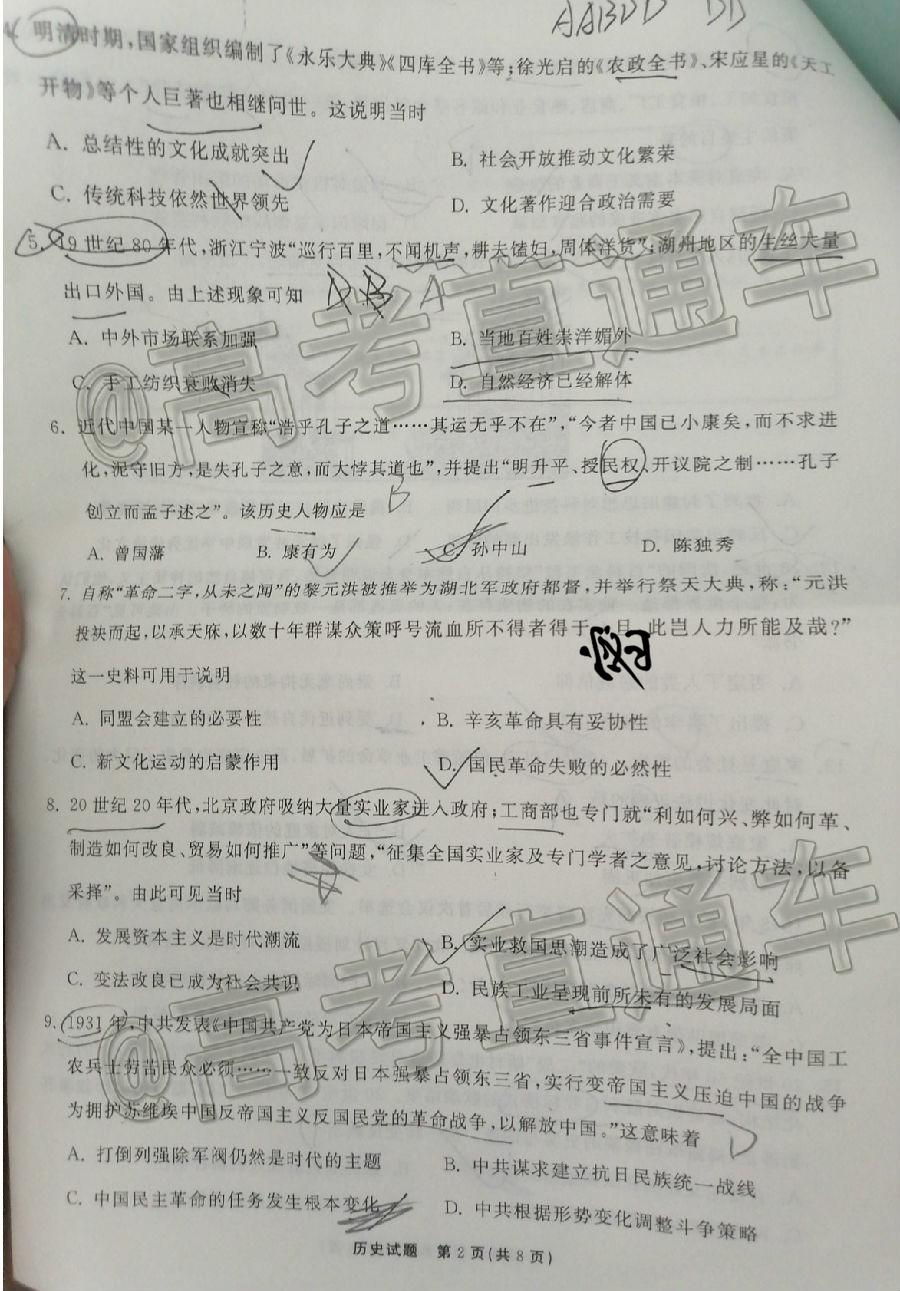 AABDD DD
明清时期，国家组织编制了《永乐大典》《四库全书》等；徐光启的《农政全书》、宋应星的《天工
开物》等个人巨著也相继问世。这说明当时
A. 总结性的文化成就突出 B. 社会开放推动文化繁荣
C. 传统科技依然世界领先 D. 文化著作迎合政治需要
5. 19世纪80年代，浙江宁波“巡行百里，不闻机声，耕夫馌妇，周体洋货”；湖州地区的生丝大量
出口外国。由上述现象可知
A. 中外市场联系加强 B. 当地百姓崇洋媚外
C. 手工纺织衰败消失 D. 自然经济已经解体
6. 近代中国某一人物宣称“浩乎孔子之道……其运无乎不在”，“今者中国已小康矣，而不求进
化，泥守旧方，是失孔子之意，而大悖其道也”，并提出“明升平、授民权、开议院之制……孔子
创立而孟子述之”。该历史人物应是 B
A. 曾国藩 B. 康有为 C. 孙中山 D. 陈独秀
7. 自称“革命二字，从未之闻”的黎元洪被推举为湖北军政府都督，并举行祭天大典，称：“元洪
投袂而起，以承天庥，以数十年群谋众策呼号流血所不得者得于一旦，此岂人力所能及哉？”
这一史料可用于说明
A. 同盟会建立的必要性 B. 辛亥革命具有妥协性
C. 新文化运动的启蒙作用 D. 国民革命失败的必然性
8. 20世纪20年代，北京政府吸纳大量实业家进入政府；工商部也专门就“利如何兴、弊如何革、
制造如何改良、贸易如何推广”等问题，“征集全国实业家及专门学者之意见，讨论方法，以备
采择”。由此可见当时
A. 发展资本主义是时代潮流 B. 实业救国思潮造成了广泛社会影响
C. 变法改良已成为社会共识 D. 民族工业呈现前所未有的发展局面
9. 1931年，中共发表《中国共产党为日本帝国主义强暴占领东三省事件宣言》，提出：“全中国工
农兵士劳苦民众必须……一致反对日本强暴占领东三省，实行变帝国主义压迫中国的战争
为拥护苏维埃中国反帝国主义反国民党的革命战争，以解放中国。”这意味着 D
A. 打倒列强除军阀仍然是时代的主题 B. 中共谋求建立抗日民族统一战线
C. 中国民主革命的任务发生根本变化 D. 中共根据形势变化调整斗争策略
历史试题 第2页(共8页)
@高考直通车
@高考直通车